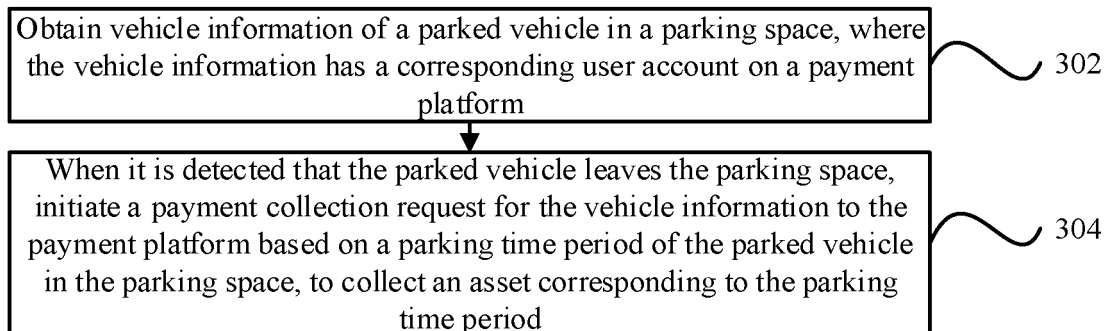 Obtain vehicle information of a parked vehicle in a parking space, where
the vehicle information has a corresponding user account on a payment
platform
302
When it is detected that the parked vehicle leaves the parking space,
initiate a payment collection request for the vehicle information to the
payment platform based on a parking time period of the parked vehicle
in the parking space, to collect an asset corresponding to the parking
time period
304